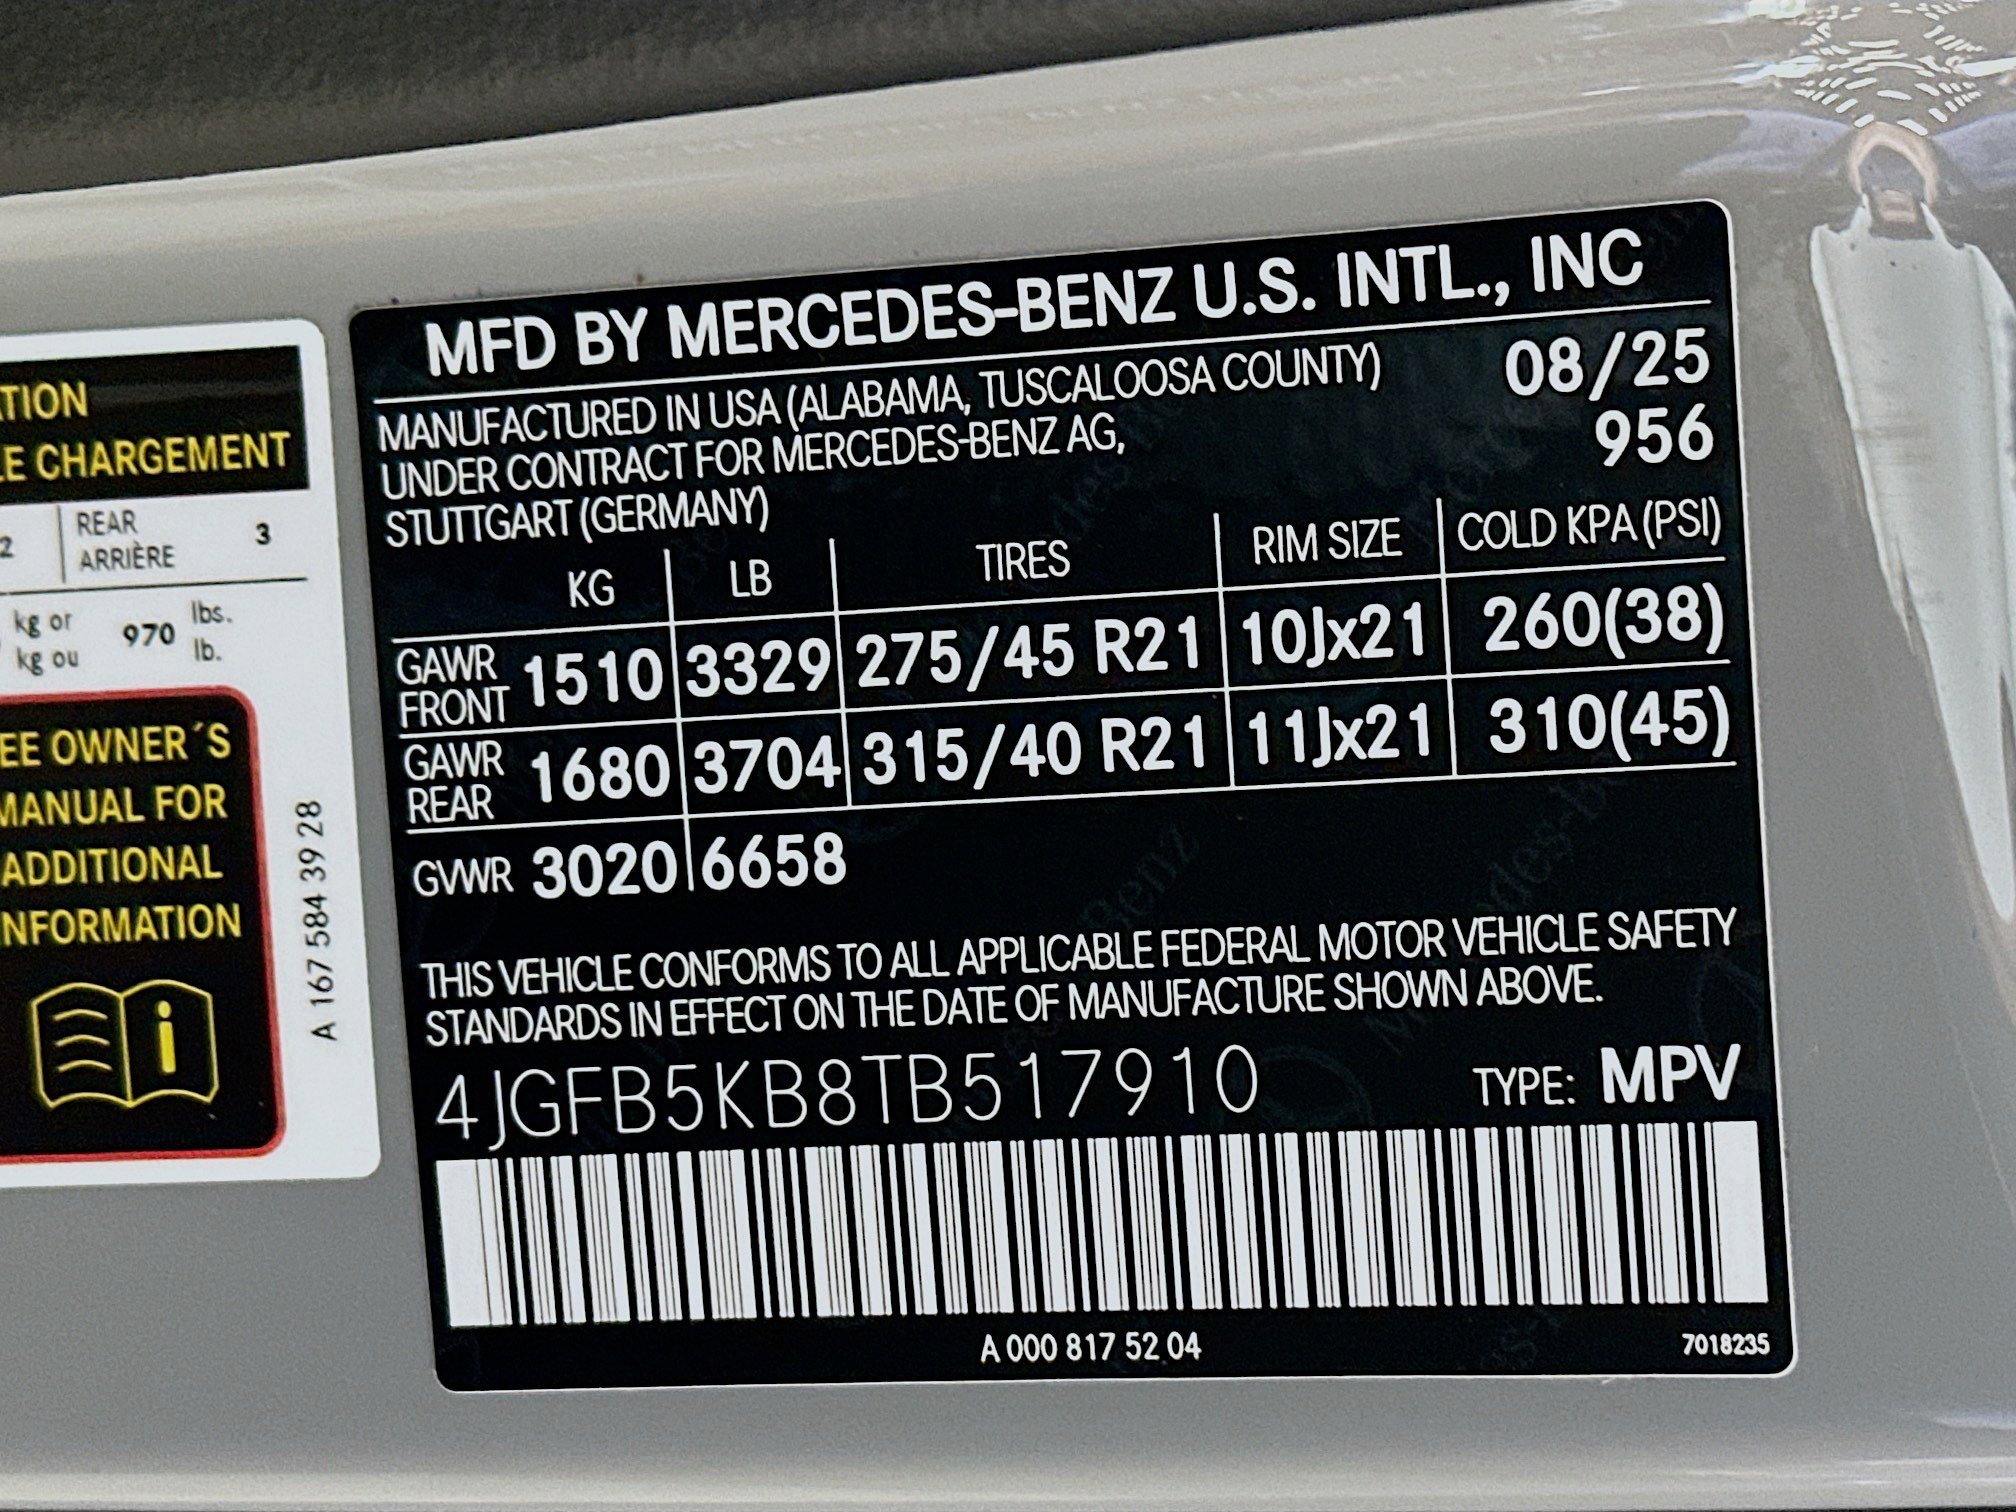 TION
LE CHARGEMENT
2 REAR ARRIÈRE 3
kg or 970 lbs.
kg ou lb.
EE OWNER´S
MANUAL FOR
ADDITIONAL
NFORMATION
i
A 167 584 39 28
MFD BY MERCEDES-BENZ U.S. INTL., INC
MANUFACTURED IN USA (ALABAMA, TUSCALOOSA COUNTY) 08/25
UNDER CONTRACT FOR MERCEDES-BENZ AG, 956
STUTTGART (GERMANY)
KG LB TIRES RIM SIZE COLD KPA (PSI)
GAWR FRONT 1510 3329 275/45 R21 10Jx21 260(38)
GAWR REAR 1680 3704 315/40 R21 11Jx21 310(45)
GVWR 3020 6658
THIS VEHICLE CONFORMS TO ALL APPLICABLE FEDERAL MOTOR VEHICLE SAFETY
STANDARDS IN EFFECT ON THE DATE OF MANUFACTURE SHOWN ABOVE.
4JGFB5KB8TB517910 TYPE: MPV
A 000 817 52 04 7018235